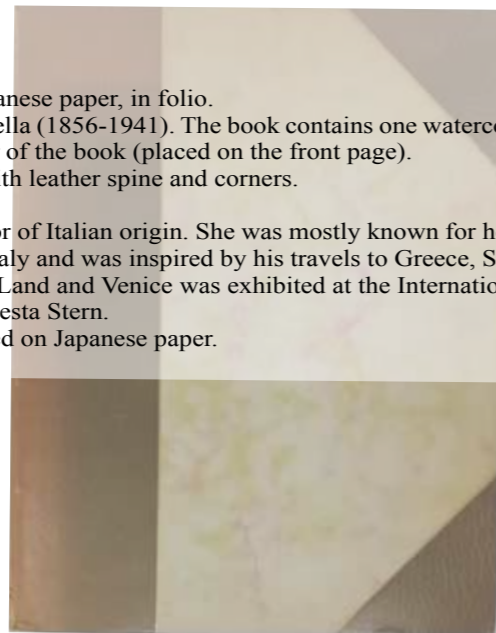 anese paper, in folio.
ella (1856-1941). The book contains one waterc
of the book (placed on the front page).
th leather spine and corners.
or of Italian origin. She was mostly known for h
aly and was inspired by his travels to Greece, S
Land and Venice was exhibited at the Internatio
esta Stern.
ed on Japanese paper.